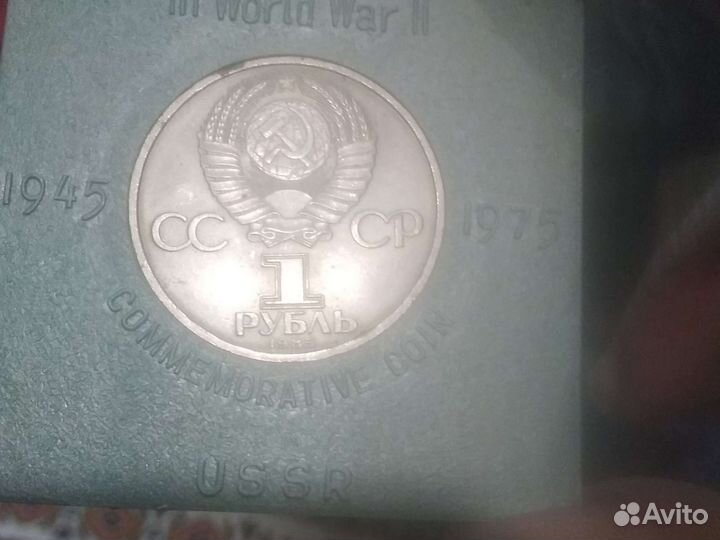 in World War II
1945
1975
СС СР
1
РУБЛЬ
COMMEMORATIVE COIN
USSR
Avito